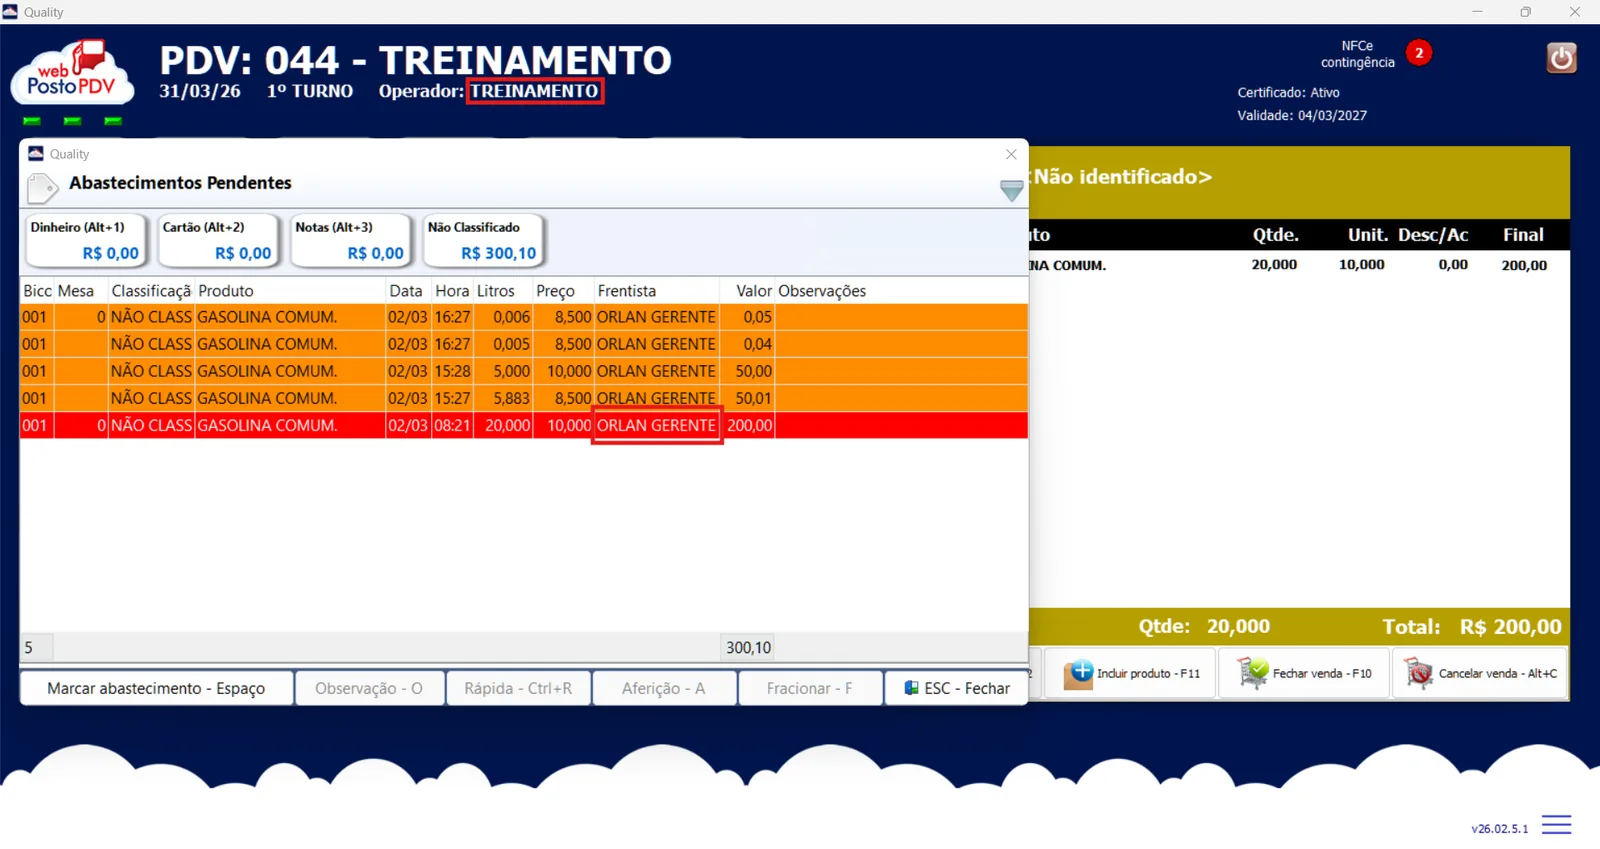 Quality
web
PostoPDV
PDV: 044 - TREINAMENTO
31/03/26 1º TURNO Operador: TREINAMENTO
NFCe
contingência
2
Certificado: Ativo
Validade: 04/03/2027
Quality
Abastecimentos Pendentes
Dinheiro (Alt+1)
R$ 0,00
Cartão (Alt+2)
R$ 0,00
Notas (Alt+3)
R$ 0,00
Não Classificado
R$ 300,10
Bicc Mesa Classificaçã Produto Data Hora Litros Preço Frentista Valor Observações
001 0 NÃO CLASS GASOLINA COMUM. 02/03 16:27 0,006 8,500 ORLAN GERENTE 0,05
001 NÃO CLASS GASOLINA COMUM. 02/03 16:27 0,005 8,500 ORLAN GERENTE 0,04
001 NÃO CLASS GASOLINA COMUM. 02/03 15:28 5,000 10,000 ORLAN GERENTE 50,00
001 NÃO CLASS GASOLINA COMUM. 02/03 15:27 5,883 8,500 ORLAN GERENTE 50,01
001 0 NÃO CLASS GASOLINA COMUM. 02/03 08:21 20,000 10,000 ORLAN GERENTE 200,00
5 300,10
Marcar abastecimento - Espaço
Observação - O
Rápida - Ctrl+R
Aferição - A
Fracionar - F
ESC - Fechar
<Não identificado>
to Qtde. Unit. Desc/Ac Final
NA COMUM. 20,000 10,000 0,00 200,00
Qtde: 20,000 Total: R$ 200,00
2
Incluir produto - F11
Fechar venda - F10
Cancelar venda - Alt+C
v26.02.5.1